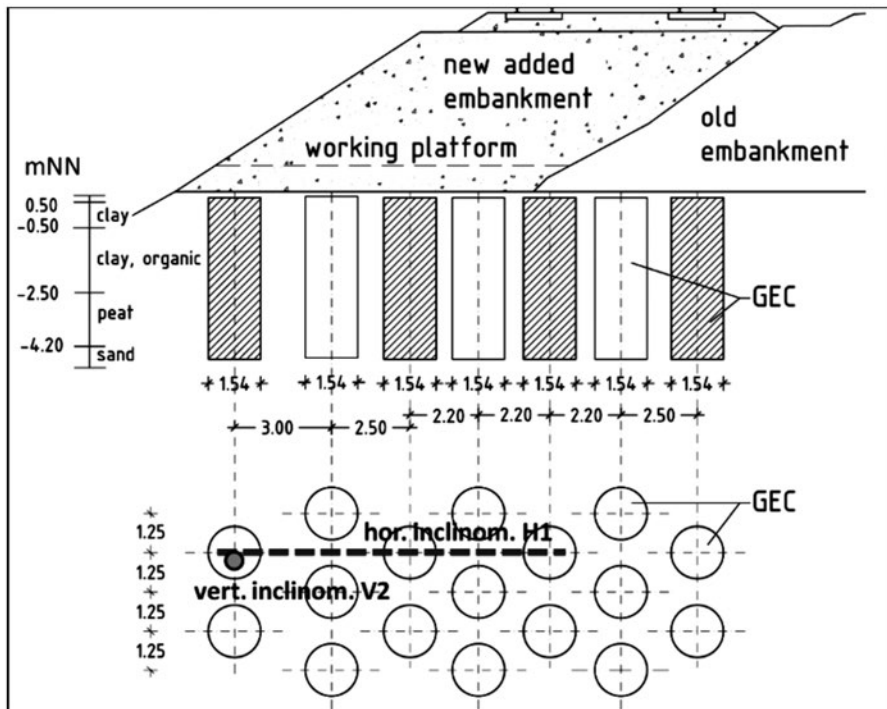 new added
embankment
old
embankment
working platform
mNN
0.50
clay
-0.50
clay, organic
-2.50
peat
-4.20
sand
GEC
1.54 1.54 1.54 1.54 1.54 1.54 1.54
3.00 2.50 2.20 2.20 2.20 2.50
GEC
1.25
hor. inclinom. H1
1.25
vert. inclinom. V2
1.25
1.25